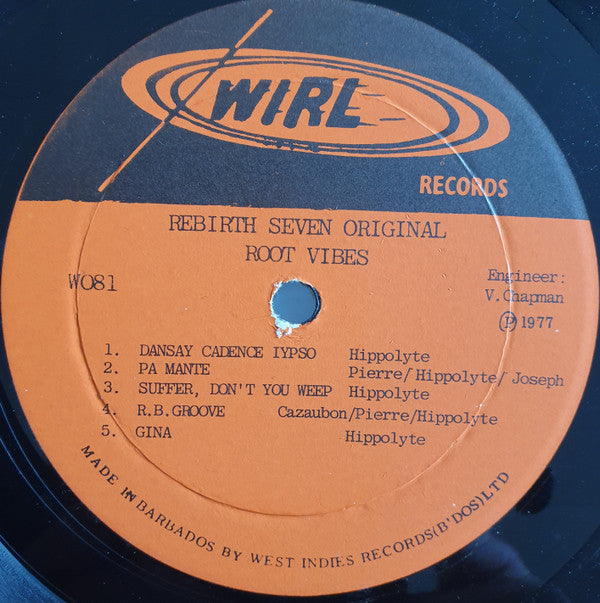 WIRL
RECORDS
REBIRTH SEVEN ORIGINAL
ROOT VIBES
W081
Engineer:
V.Chapman
Ⓟ 1977
1. DANSAY CADENCE IYPSO Hippolyte
2. PA MANTE Pierre/Hippolyte/Joseph
3. SUFFER, DON'T YOU WEEP Hippolyte
4. R.B.GROOVE Cazaubon/Pierre/Hippolyte
5. GINA Hippolyte
MADE IN BARBADOS BY WEST INDIES RECORDS(B'DOS)LTD